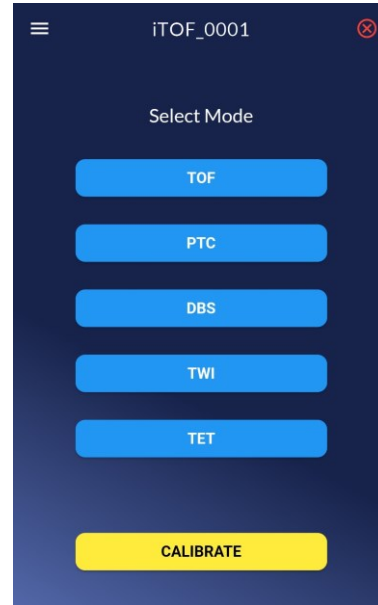 iTOF_0001
Select Mode
TOF
PTC
DBS
TWI
TET
CALIBRATE